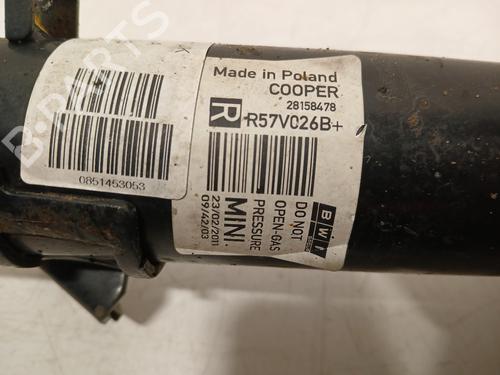 Made in Poland
COOPER
28158478
R R57V026B+
0851453053
DO NOT
OPEN-GAS
PRESSURE
MINI
23/02/2011
09/42/03
BWI
B-PARTS